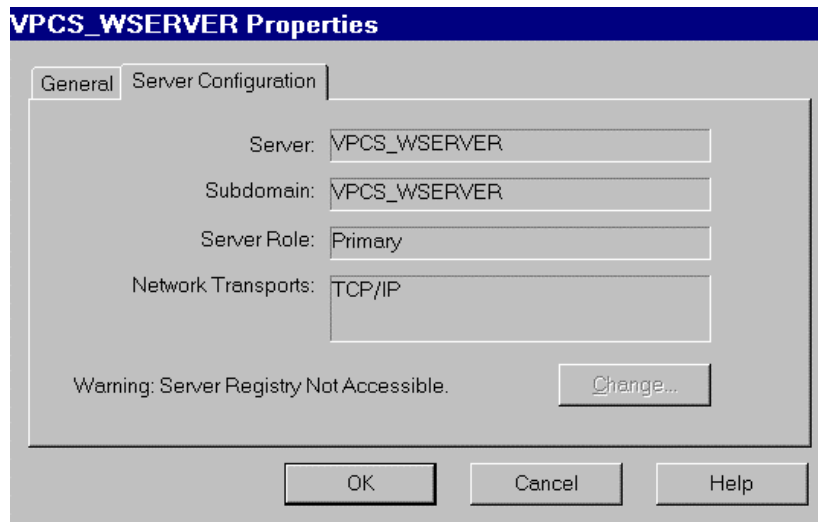 VPCS_WSERVER Properties
General Server Configuration
Server: VPCS_WSERVER
Subdomain: VPCS_WSERVER
Server Role: Primary
Network Transports: TCP/IP
Warning: Server Registry Not Accessible. Change...
OK Cancel Help